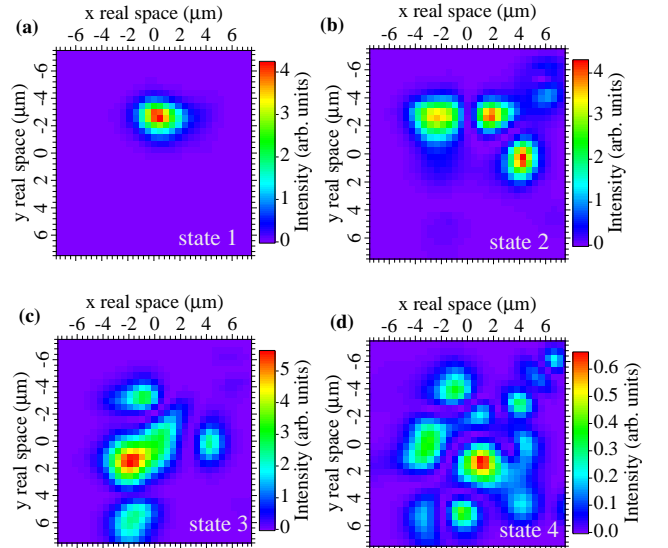 x real space (μm)
(a)
-6 -4 -2 0 2 4 6
y real space (μm)
-6
-4
-2
0
2
4
6
state 1
4
3
2
1
0
Intensity (arb. units)
x real space (μm)
(b)
-6 -4 -2 0 2 4 6
y real space (μm)
-6
-4
-2
0
2
4
6
state 2
4
3
2
1
0
Intensity (arb. units)
x real space (μm)
(c)
-6 -4 -2 0 2 4 6
y real space (μm)
-6
-4
-2
0
2
4
6
state 3
5
4
3
2
1
0
Intensity (arb. units)
x real space (μm)
(d)
-6 -4 -2 0 2 4 6
y real space (μm)
-6
-4
-2
0
2
4
6
state 4
0.6
0.5
0.4
0.3
0.2
0.1
0.0
Intensity (arb. units)